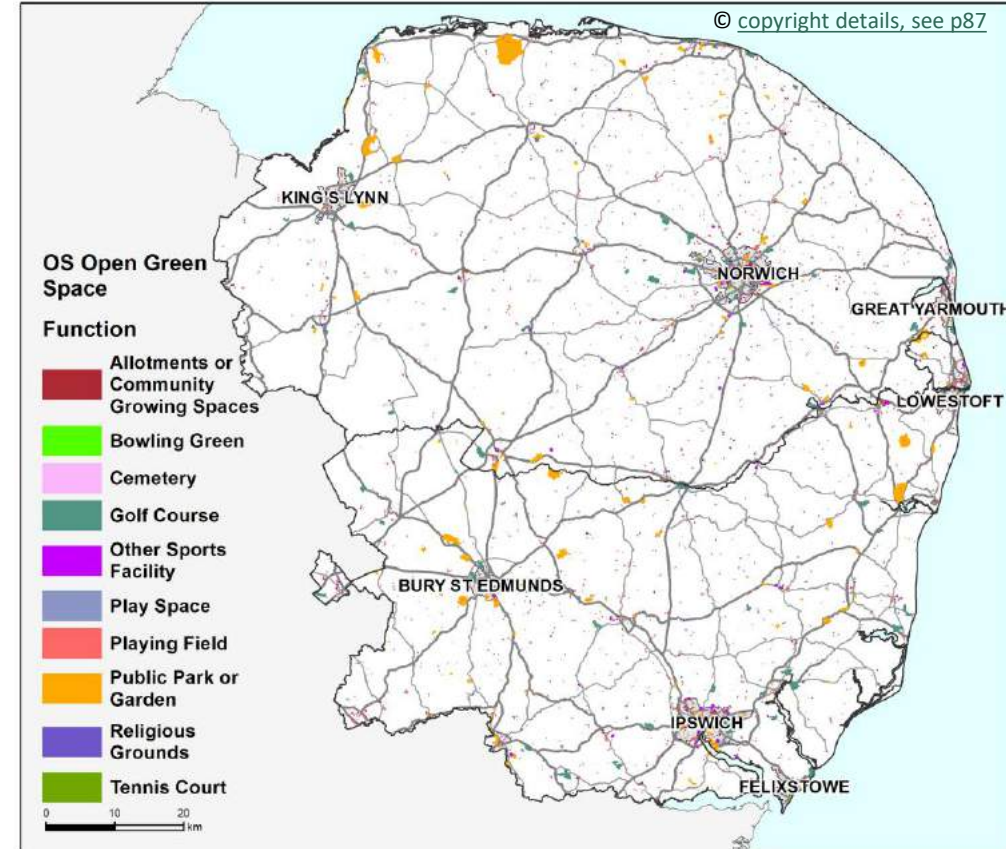 © copyright details, see p87
KING'S LYNN
NORWICH
GREAT YARMOUTH
LOWESTOFT
BURY ST EDMUNDS
IPSWICH
FELIXSTOWE
OS Open Green
Space
Function
Allotments or
Community
Growing Spaces
Bowling Green
Cemetery
Golf Course
Other Sports
Facility
Play Space
Playing Field
Public Park or
Garden
Religious
Grounds
Tennis Court
0 10 20
km